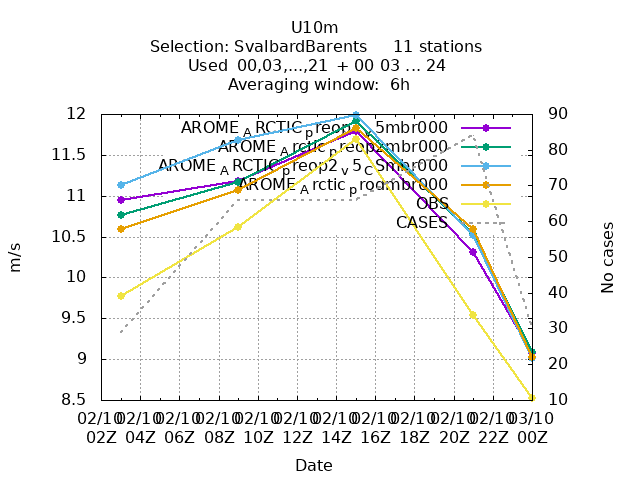 U10m
Selection: SvalbardBarents 11 stations
Used 00,03,...,21 + 00 03 ... 24
Averaging window: 6h
12
11.5
11
10.5
10
9.5
9
8.5
90
80
70
60
50
40
30
20
10
m/s
No cases
OBS
CASES
02/10 02/10 02/10 02/10 02/10 02/10 02/10 02/10 02/10 02/10 02/10 03/10
02Z 04Z 06Z 08Z 10Z 12Z 14Z 16Z 18Z 20Z 22Z 00Z
Date